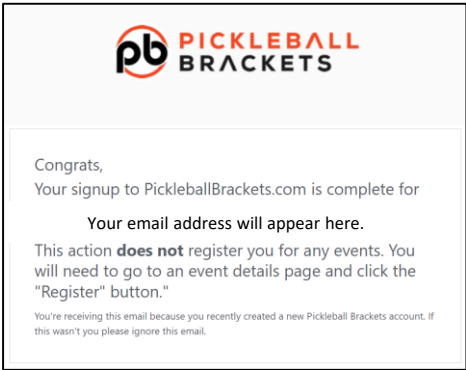 pb PICKLEBALL
BRACKETS
Congrats,
Your signup to PickleballBrackets.com is complete for
Your email address will appear here.
This action does not register you for any events. You
will need to go to an event details page and click the
"Register" button."
You're receiving this email because you recently created a new Pickleball Brackets account. If
this wasn't you please ignore this email.